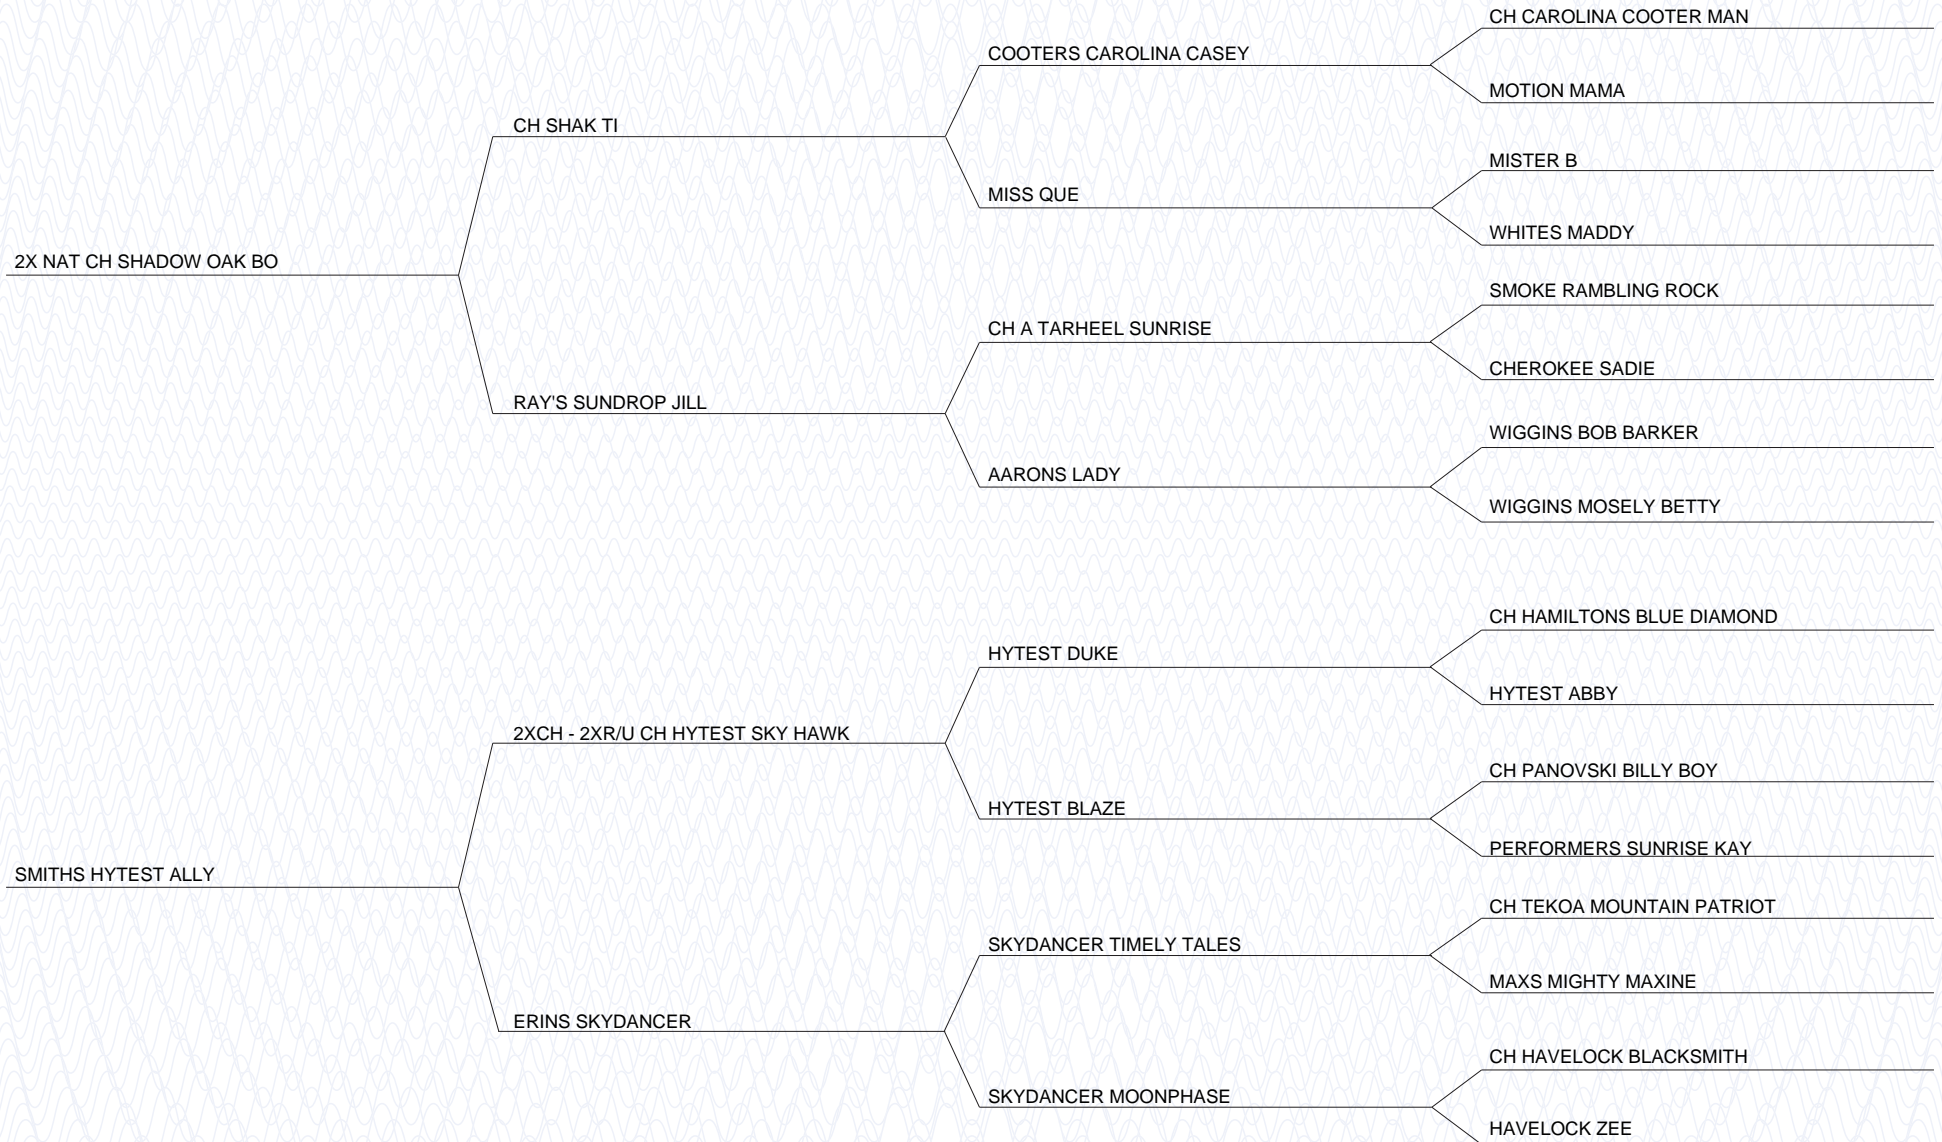 CH CAROLINA COOTER MAN
COOTERS CAROLINA CASEY
MOTION MAMA
CH SHAK TI
MISTER B
MISS QUE
WHITES MADDY
2X NAT CH SHADOW OAK BO
SMOKE RAMBLING ROCK
CH A TARHEEL SUNRISE
CHEROKEE SADIE
RAY'S SUNDROP JILL
WIGGINS BOB BARKER
AARONS LADY
WIGGINS MOSELY BETTY
CH HAMILTONS BLUE DIAMOND
HYTEST DUKE
HYTEST ABBY
2XCH - 2XR/U CH HYTEST SKY HAWK
CH PANOVSKI BILLY BOY
HYTEST BLAZE
PERFORMERS SUNRISE KAY
SMITHS HYTEST ALLY
CH TEKOA MOUNTAIN PATRIOT
SKYDANCER TIMELY TALES
MAXS MIGHTY MAXINE
ERINS SKYDANCER
CH HAVELOCK BLACKSMITH
SKYDANCER MOONPHASE
HAVELOCK ZEE